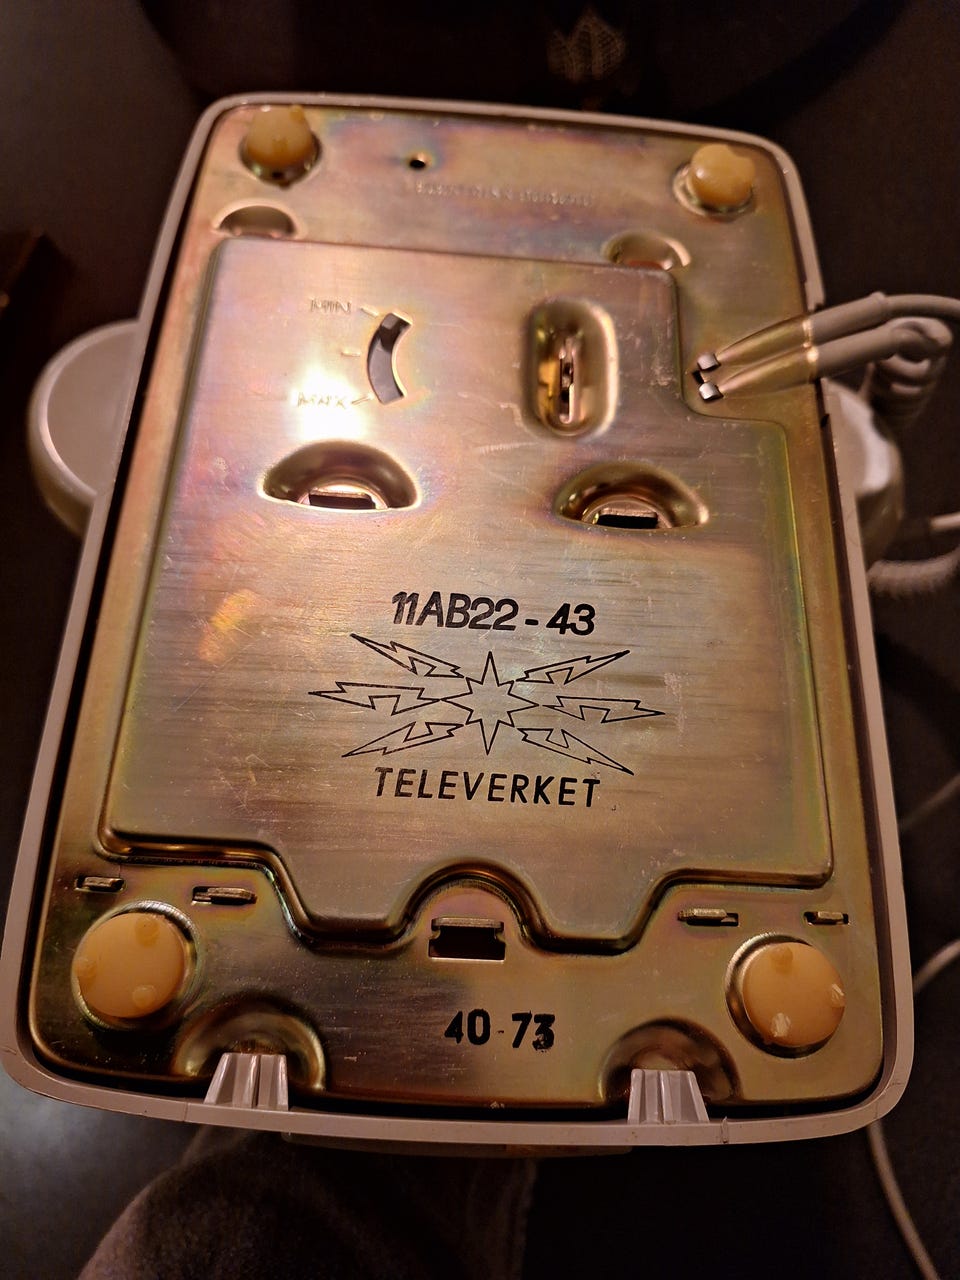 MIN
MAX
11AB22-43
TELEVERKET
40-73